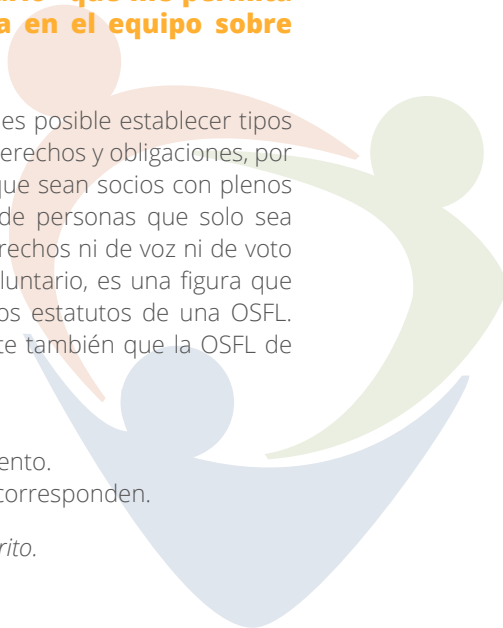 a en el equipo sobre
es posible establecer tipos
erechos y obligaciones, por
que sean socios con plenos
de personas que solo sea
rechos ni de voz ni de voto
luntario, es una figura que
os estatutos de una OSFL.
te también que la OSFL de
ento.
corresponden.
rito.